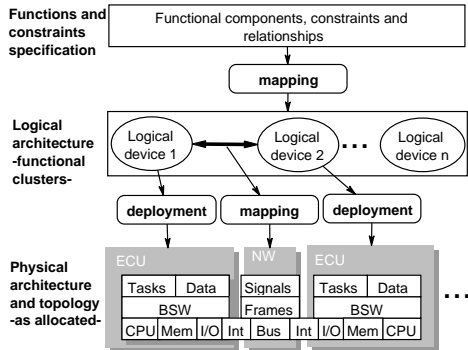 Functions and
constraints
specification
Functional components, constraints and
relationships
mapping
Logical
architecture
-functional
clusters-
Logical
device 1
Logical
device 2
...
Logical
device n
deployment
mapping
deployment
Physical
architecture
and topology
-as allocated-
ECU
NW
ECU
Tasks Data
Signals
Tasks Data
BSW
Frames
BSW
CPU Mem I/O Int Bus Int I/O Mem CPU
...